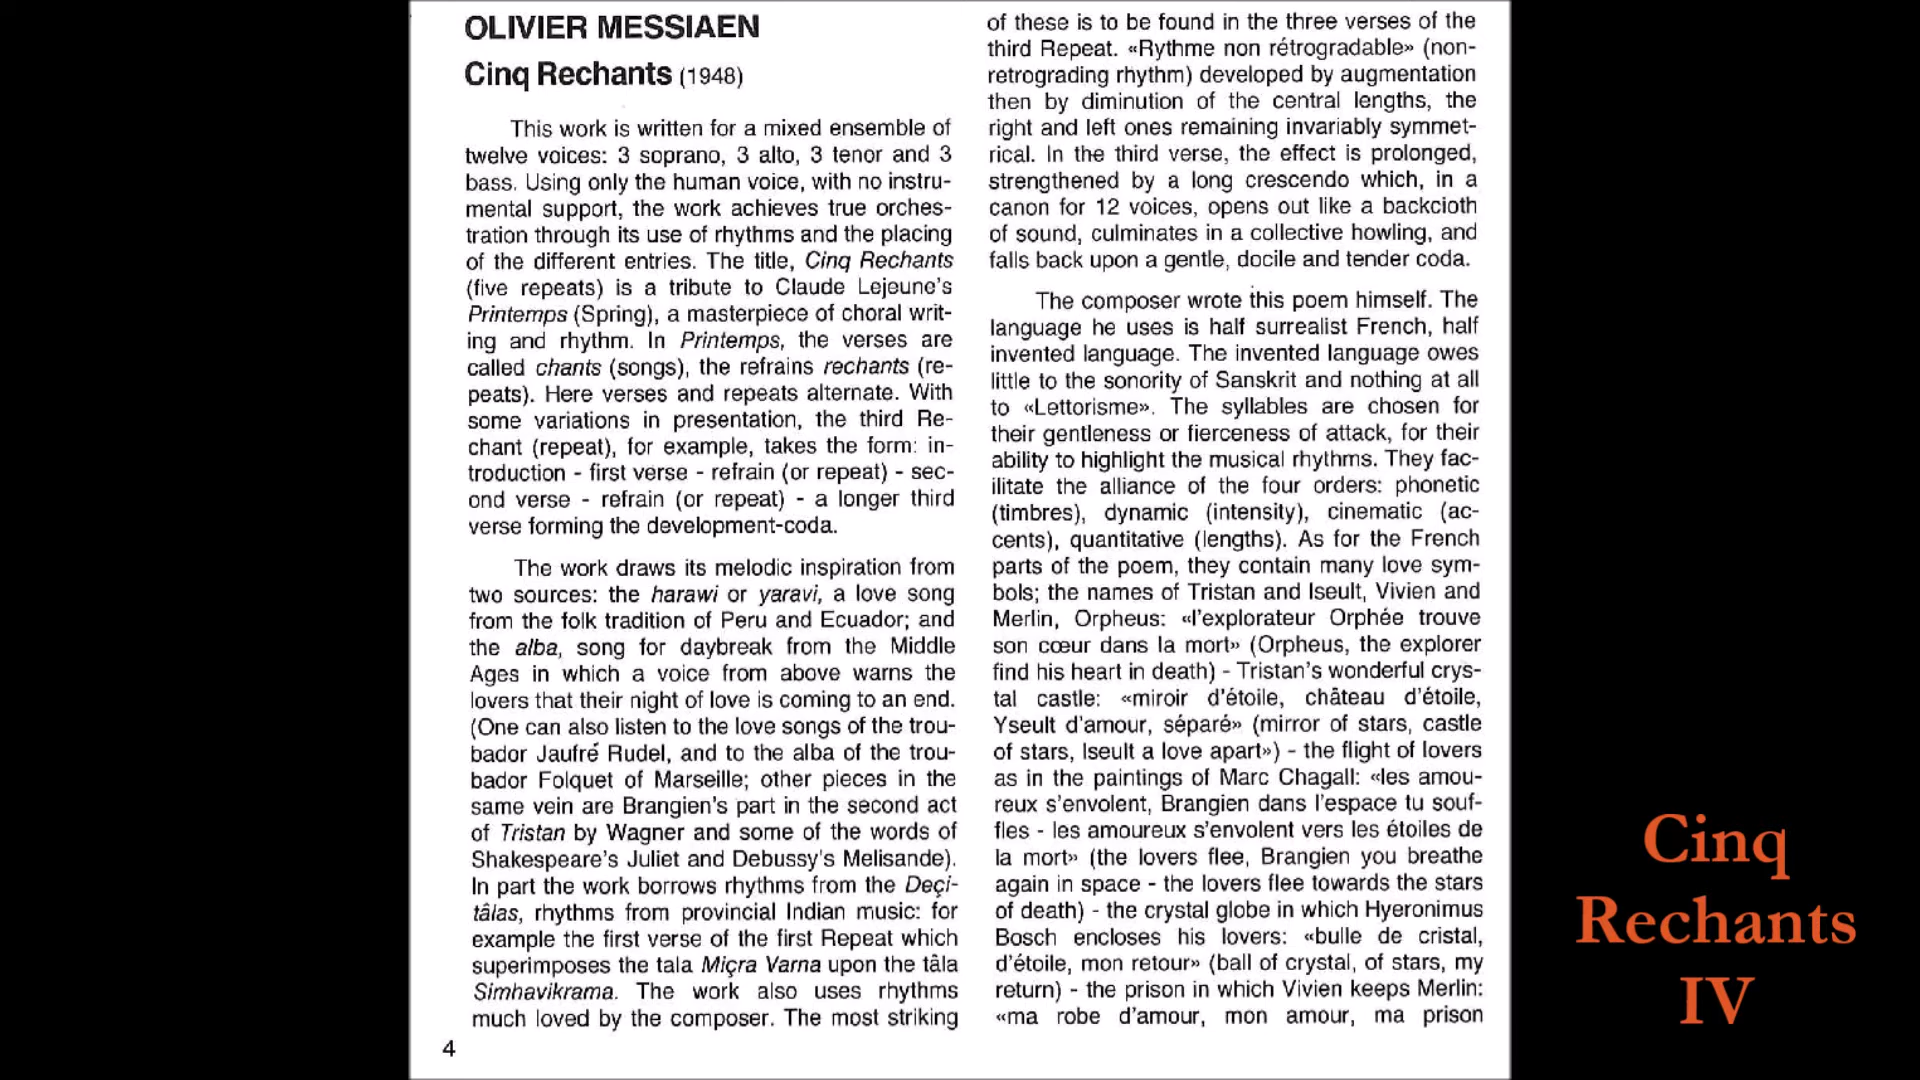 OLIVIER MESSIAEN
Cinq Rechants (1948)
This work is written for a mixed ensemble of
twelve voices: 3 soprano, 3 alto, 3 tenor and 3
bass. Using only the human voice, with no instru-
mental support, the work achieves true orches-
tration through its use of rhythms and the placing
of the different entries. The title, Cinq Rechants
(five repeats) is a tribute to Claude Lejeune's
Printemps (Spring), a masterpiece of choral writ-
ing and rhythm. In Printemps, the verses are
called chants (songs), the refrains rechants (re-
peats). Here verses and repeats alternate. With
some variations in presentation, the third Re-
chant (repeat), for example, takes the form: in-
troduction - first verse - refrain (or repeat) - sec-
ond verse - refrain (or repeat) - a longer third
verse forming the development-coda.
The work draws its melodic inspiration from
two sources: the harawi or yaravi, a love song
from the folk tradition of Peru and Ecuador; and
the alba, song for daybreak from the Middle
Ages in which a voice from above warns the
lovers that their night of love is coming to an end.
(One can also listen to the love songs of the trou-
bador Jaufré Rudel, and to the alba of the trou-
bador Folquet of Marseille; other pieces in the
same vein are Brangien's part in the second act
of Tristan by Wagner and some of the words of
Shakespeare's Juliet and Debussy's Melisande).
In part the work borrows rhythms from the Deçi-
tâlas, rhythms from provincial Indian music: for
example the first verse of the first Repeat which
superimposes the tala Miçra Varna upon the tâla
Simhavikrama. The work also uses rhythms
much loved by the composer. The most striking
4
of these is to be found in the three verses of the
third Repeat. «Rythme non rétrogradable» (non-
retrograding rhythm) developed by augmentation
then by diminution of the central lengths, the
right and left ones remaining invariably symmet-
rical. In the third verse, the effect is prolonged,
strengthened by a long crescendo which, in a
canon for 12 voices, opens out like a backcioth
of sound, culminates in a collective howling, and
falls back upon a gentle, docile and tender coda.
The composer wrote this poem himself. The
language he uses is half surrealist French, half
invented language. The invented language owes
little to the sonority of Sanskrit and nothing at all
to «Lettorisme». The syllables are chosen for
their gentleness or fierceness of attack, for their
ability to highlight the musical rhythms. They fac-
ilitate the alliance of the four orders: phonetic
(timbres), dynamic (intensity), cinematic (ac-
cents), quantitative (lengths). As for the French
parts of the poem, they contain many love sym-
bols; the names of Tristan and Iseult, Vivien and
Merlin, Orpheus: «l'explorateur Orphée trouve
son cœur dans la mort» (Orpheus, the explorer
find his heart in death) - Tristan's wonderful crys-
tal castle: «miroir d'étoile, château d'étoile,
Yseult d'amour, séparé» (mirror of stars, castle
of stars, Iseult a love apart») - the flight of lovers
as in the paintings of Marc Chagall: «les amou-
reux s'envolent, Brangien dans l'espace tu souf-
fles - les amoureux s'envolent vers les étoiles de
la mort» (the lovers flee, Brangien you breathe
again in space - the lovers flee towards the stars
of death) - the crystal globe in which Hyeronimus
Bosch encloses his lovers: «bulle de cristal,
d'étoile, mon retour» (ball of crystal, of stars, my
return) - the prison in which Vivien keeps Merlin:
«ma robe d'amour, mon amour, ma prison
Cinq
Rechants
IV